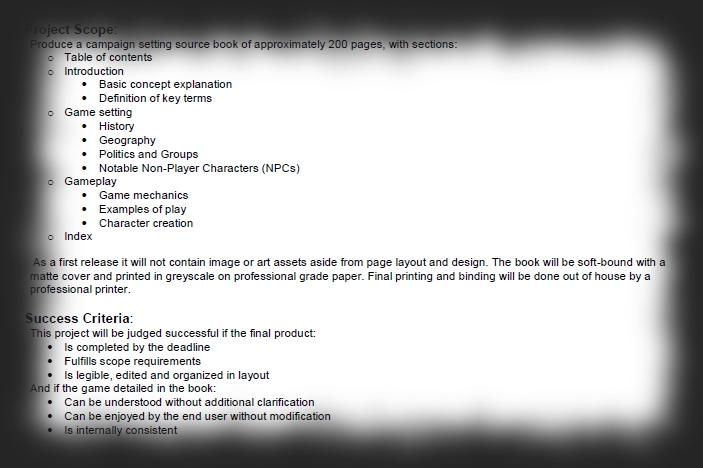 Project Scope:
Produce a campaign setting source book of approximately 200 pages, with sections:
o Table of contents
o Introduction
• Basic concept explanation
• Definition of key terms
o Game setting
• History
• Geography
• Politics and Groups
• Notable Non-Player Characters (NPCs)
o Gameplay
• Game mechanics
• Examples of play
• Character creation
o Index
As a first release it will not contain image or art assets aside from page layout and design. The book will be soft-bound with a
matte cover and printed in greyscale on professional grade paper. Final printing and binding will be done out of house by a
professional printer.
Success Criteria:
This project will be judged successful if the final product:
• Is completed by the deadline
• Fulfills scope requirements
• Is legible, edited and organized in layout
And if the game detailed in the book:
• Can be understood without additional clarification
• Can be enjoyed by the end user without modification
• Is internally consistent